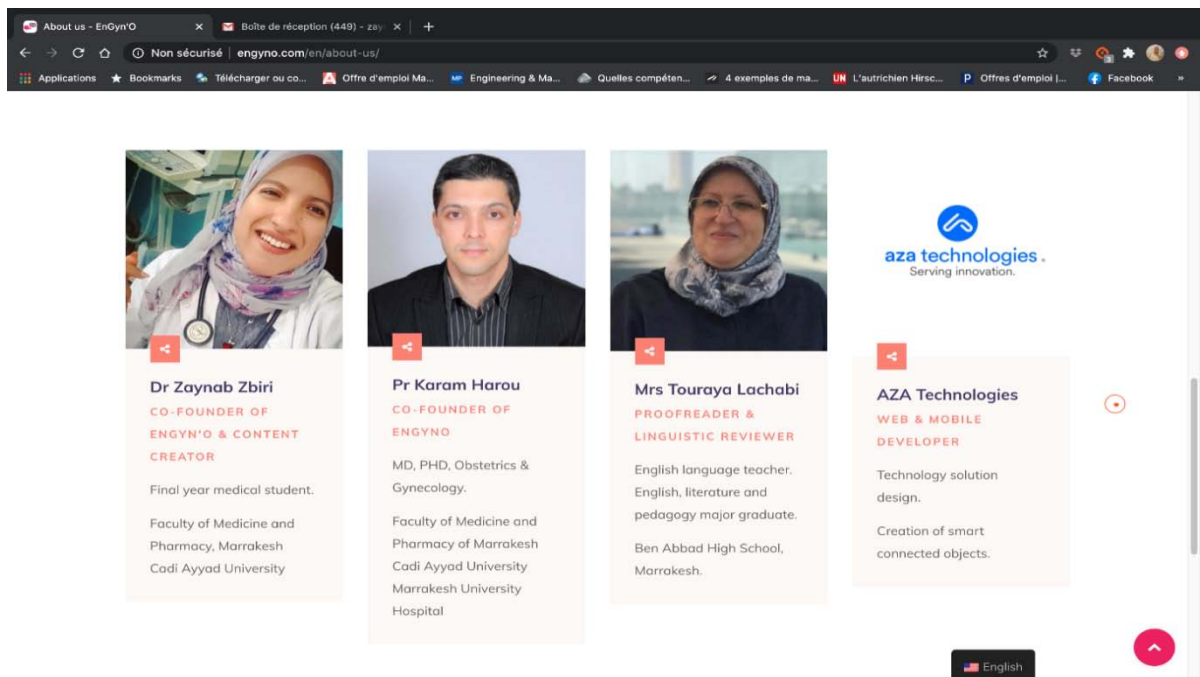 About us - EnGyn'O
Boîte de réception (449) - zay
Non sécurisé | engyno.com/en/about-us/
Applications
Bookmarks
Télécharger ou co...
Offre d'emploi Ma...
Engineering & Ma...
Quelles compéten...
4 exemples de ma...
L'autrichien Hirsc...
Offres d'emploi |...
Facebook
»
Dr Zaynab Zbiri
CO-FOUNDER OF
ENGYN'O & CONTENT
CREATOR
Final year medical student.
Faculty of Medicine and
Pharmacy, Marrakesh
Cadi Ayyad University
Pr Karam Harou
CO-FOUNDER OF
ENGYNO
MD, PHD, Obstetrics &
Gynecology.
Faculty of Medicine and
Pharmacy of Marrakesh
Cadi Ayyad University
Marrakesh University
Hospital
Mrs Touraya Lachabi
PROOFREADER &
LINGUISTIC REVIEWER
English language teacher.
English, literature and
pedagogy major graduate.
Ben Abbad High School,
Marrakesh.
aza technologies.
Serving innovation.
AZA Technologies
WEB & MOBILE
DEVELOPER
Technology solution
design.
Creation of smart
connected objects.
English